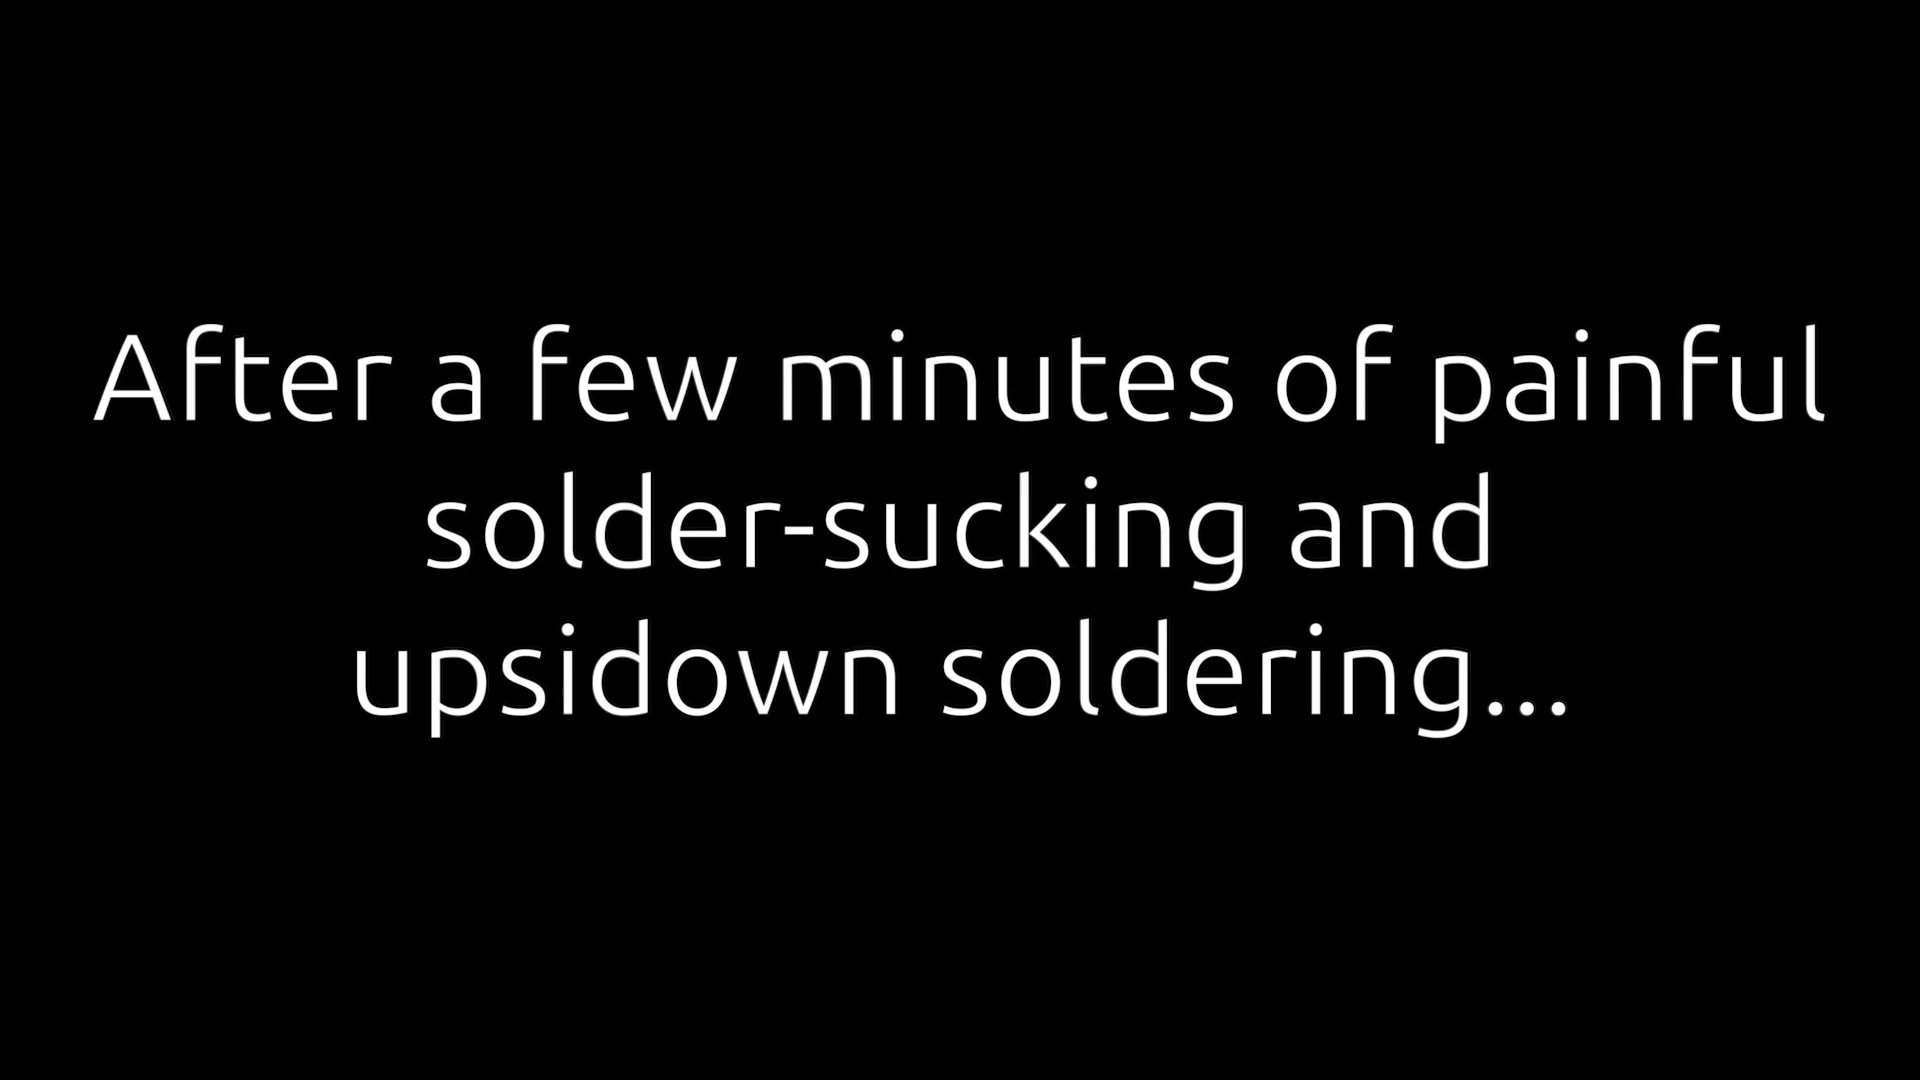 After a few minutes of painful
solder-sucking and
upsidown soldering...